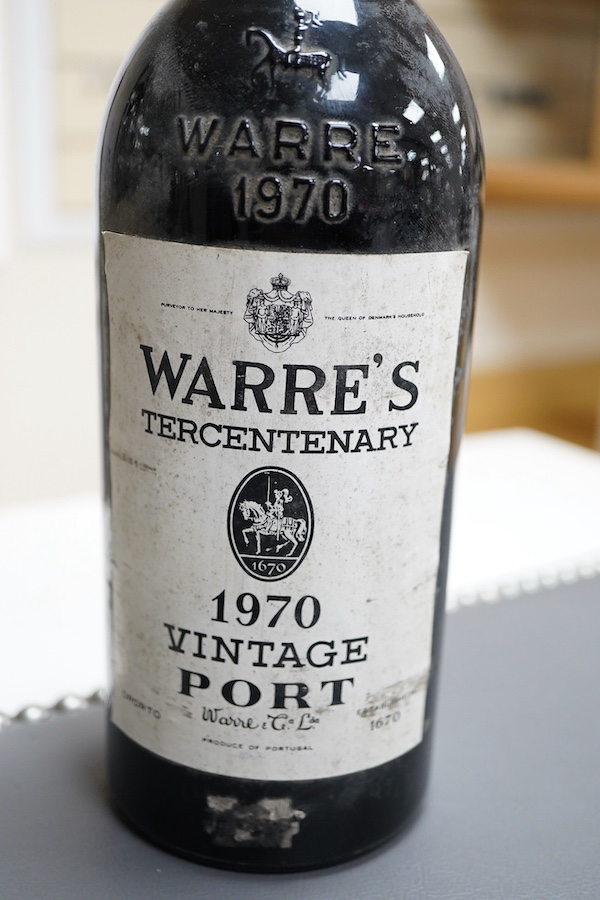 WARRE
1970
PURVEYOR TO HER MAJESTY THE QUEEN OF DENMARK'S HOUSEHOLD
WARRE'S
TERCENTENARY
1670
1970
VINTAGE
PORT
Warre & Ca. Lda
OPORTO
1670
PRODUCE OF PORTUGAL